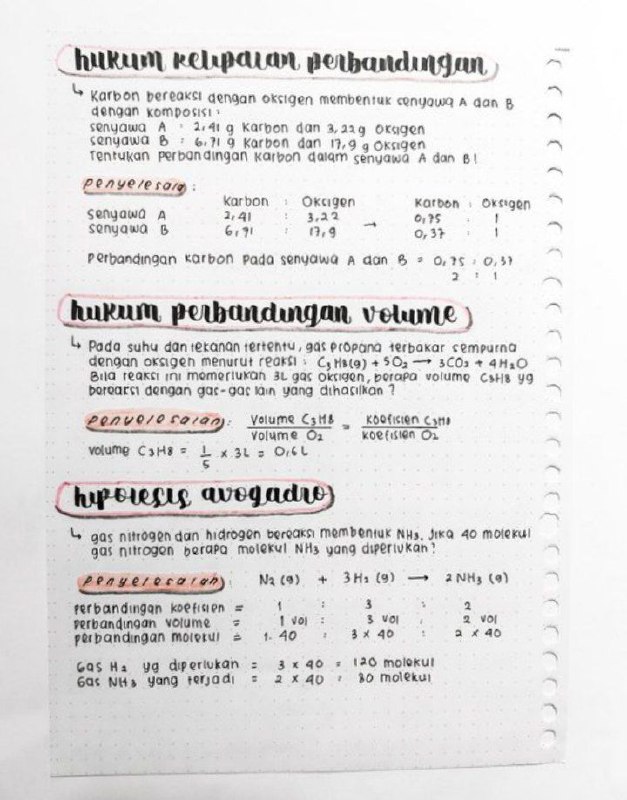 hukum kelipatan perbandingan
↳ Karbon bereaksi dengan oksigen membentuk senyawa A dan B
dengan komposisi :
senyawa A : 2,41 g Karbon dan 3,22 g Oksigen
senyawa B : 6,71 g Karbon dan 17,9 g Oksigen
Tentukan perbandingan Karbon dalam senyawa A dan B!
penyelesaia :
Karbon : Oksigen Karbon : Oksigen
senyawa A 2,41 : 3,22 → 0,75 : 1
senyawa B 6,71 : 17,9 0,37 : 1
perbandingan karbon pada senyawa A dan B = 0,75 : 0,37
2 : 1
hukum perbandingan volume
↳ Pada suhu dan tekanan tertentu, gas propana terbakar sempurna
dengan oksigen menurut reaksi : C3H8(g) + 5O2 → 3CO2 + 4H2O
Bila reaksi ini memerlukan 3L gas oksigen, berapa volume C3H8 yg
bereaksi dengan gas-gas lain yang dihasilkan?
penyelesaian : Volume C3H8 / Volume O2 = Koefisien C3H8 / Koefisien O2
volume C3H8 = 1/5 x 3L = 0,6L
hipotesis avogadro
↳ gas nitrogen dan hidrogen bereaksi membentuk NH3. Jika 40 molekul
gas nitrogen berapa molekul NH3 yang diperlukan?
penyelesaian : N2 (g) + 3H2 (g) → 2NH3 (g)
perbandingan koefisien = 1 : 3 : 2
perbandingan volume = 1 vol : 3 vol : 2 vol
perbandingan molekul = 1. 40 : 3 x 40 : 2 x 40
Gas H2 yg diperlukan = 3 x 40 = 120 molekul
Gas NH3 yang terjadi = 2 x 40 = 80 molekul